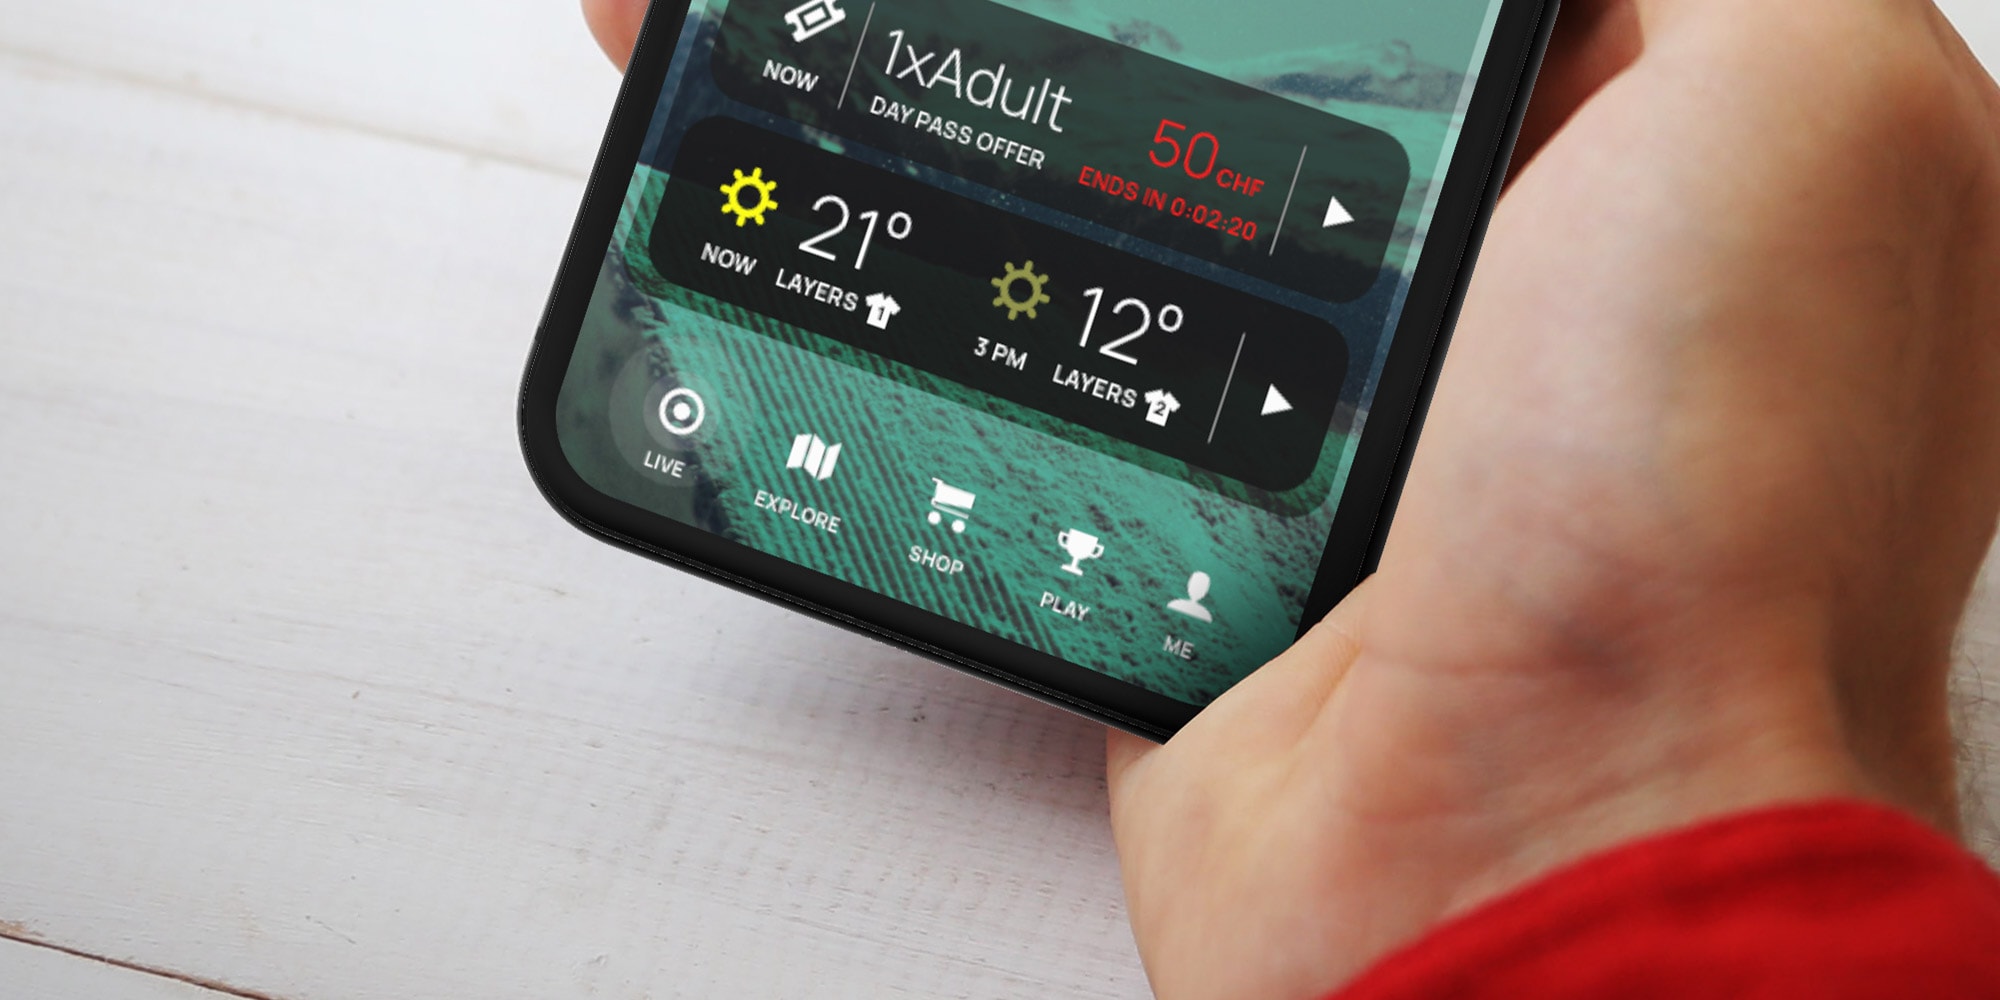 1xAdult
NOW
DAY PASS OFFER
50 CHF
ENDS IN 0:02:20
21°
12°
NOW
LAYERS 1
3 PM
LAYERS 2
LIVE
EXPLORE
SHOP
PLAY
ME